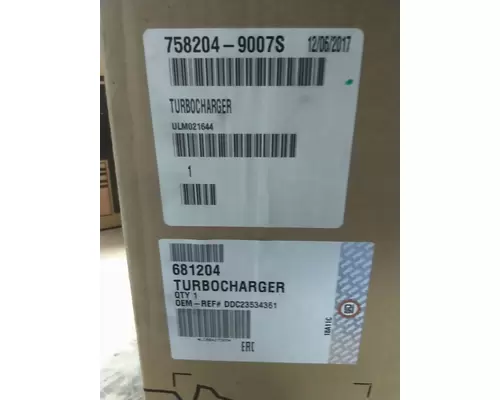 758204-9007S 12/06/2017
TURBOCHARGER
ULM021644
1
681204
TURBOCHARGER
QTY 1
OEM-REF# DDC23534361
EAC